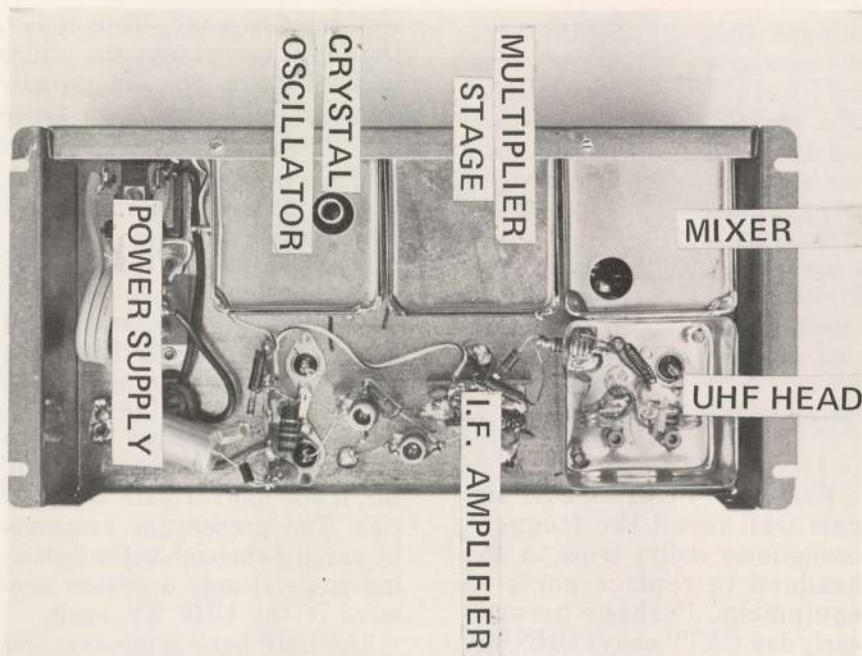 CRYSTAL
OSCILLATOR
MULTIPLIER
STAGE
MIXER
POWER SUPPLY
I.F. AMPLIFIER
UHF HEAD